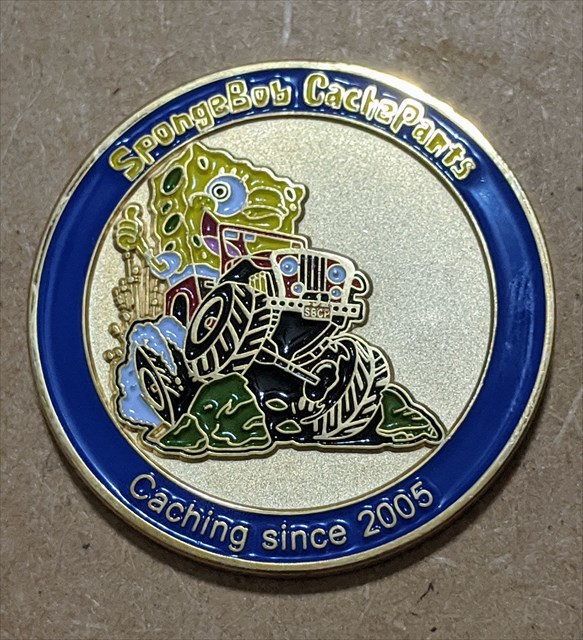 SpongeBob CachePants
SBCP
Caching since 2005